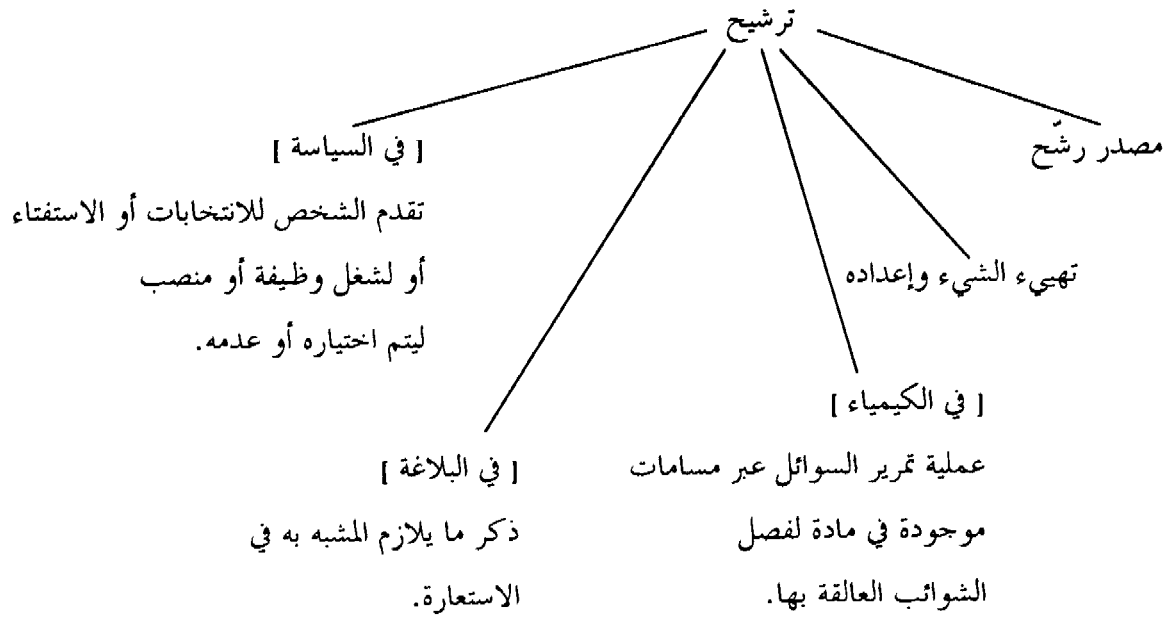 ترشيح
مصدر رشّح
تهييء الشيء وإعداده
[ في الكيمياء ]
عملية تمرير السوائل عبر مسامات
موجودة في مادة لفصل
الشوائب العالقة بها.
[ في البلاغة ]
ذكر ما يلازم المشبه به في
الاستعارة.
[ في السياسة ]
تقدم الشخص للانتخابات أو الاستفتاء
أو لشغل وظيفة أو منصب
ليتم اختياره أو عدمه.